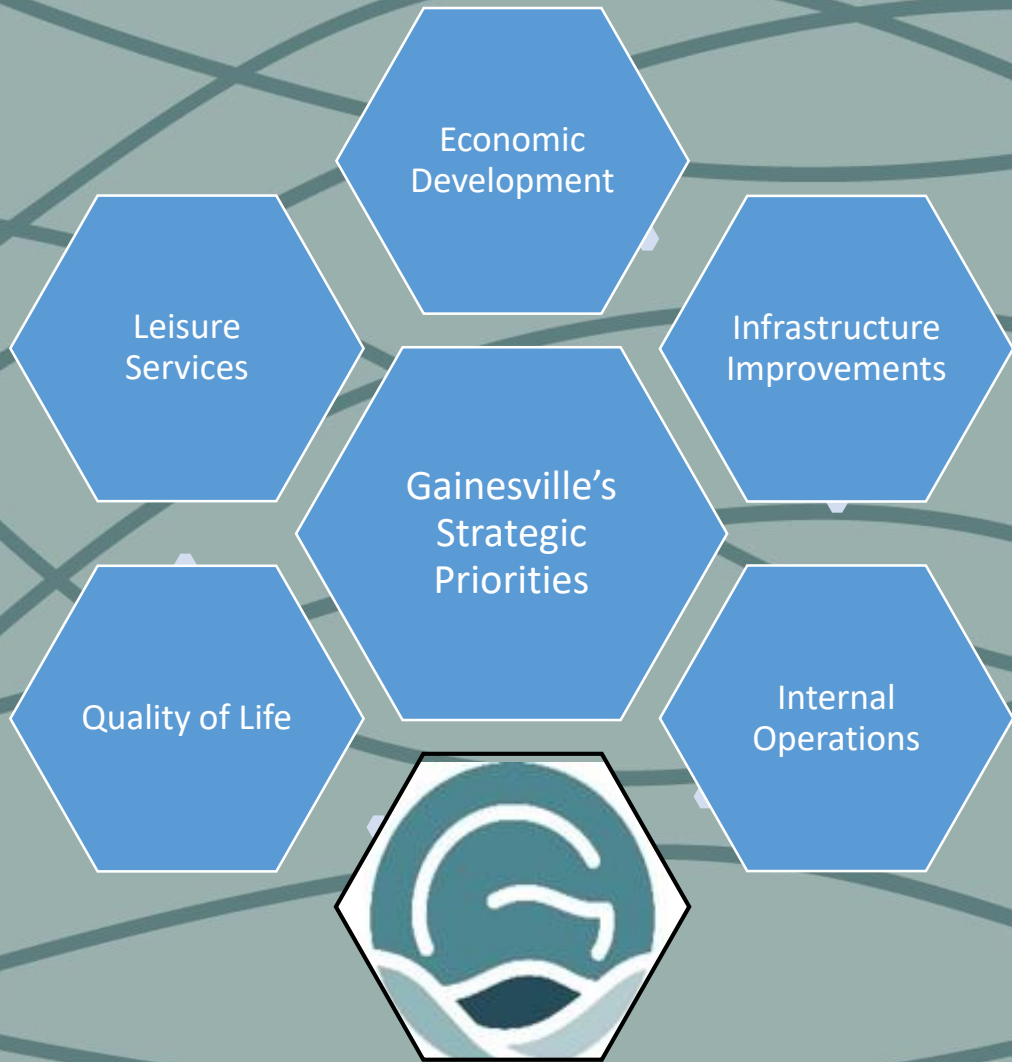 Economic
Development
Leisure
Services
Infrastructure
Improvements
Gainesville’s
Strategic
Priorities
Quality of Life
Internal
Operations
G